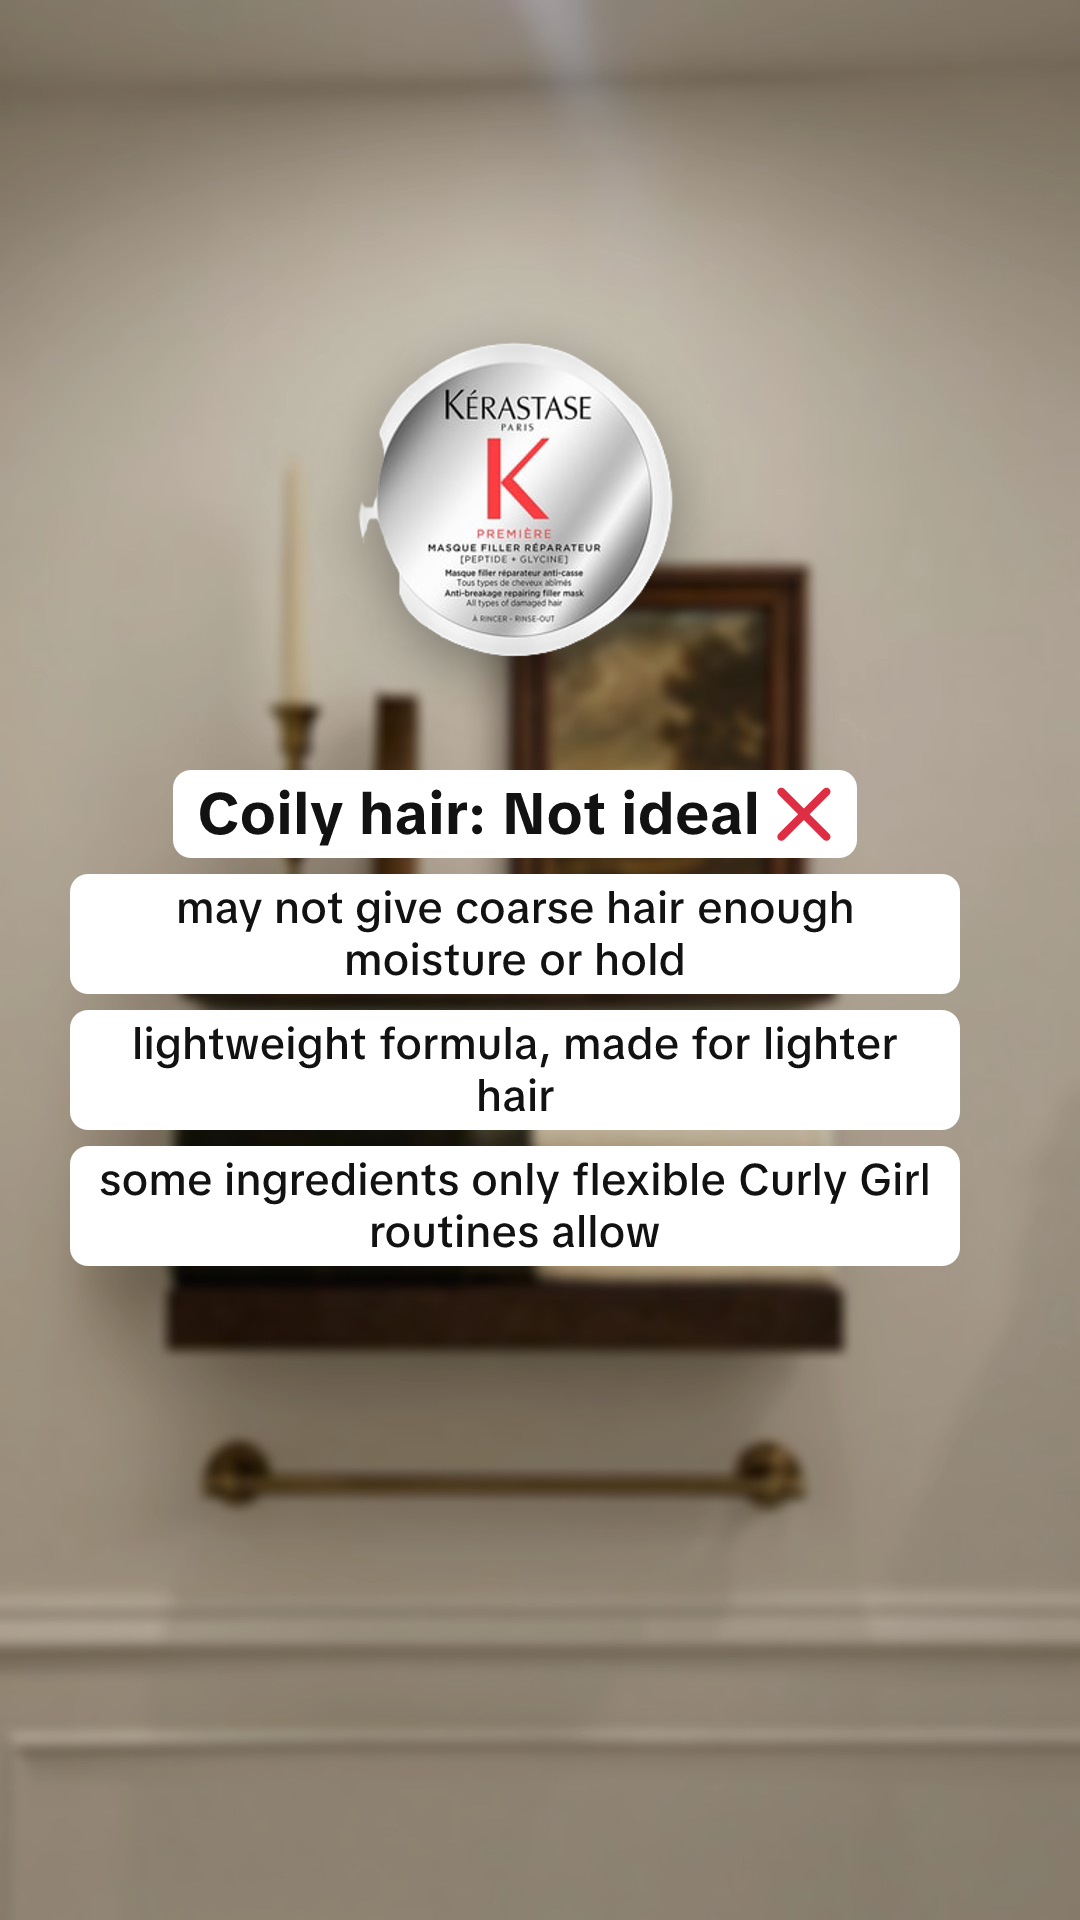 KÉRASTASE
PARIS
K
PREMIÈRE
MASQUE FILLER RÉPARATEUR
[PEPTIDE + GLYCINE]
Masque filler réparateur anti-casse
Tous types de cheveux abîmés
Anti-breakage repairing filler mask
All types of damaged hair
À RINCER - RINSE-OUT
Coily hair: Not ideal ❌
may not give coarse hair enough
moisture or hold
lightweight formula, made for lighter
hair
some ingredients only flexible Curly Girl
routines allow